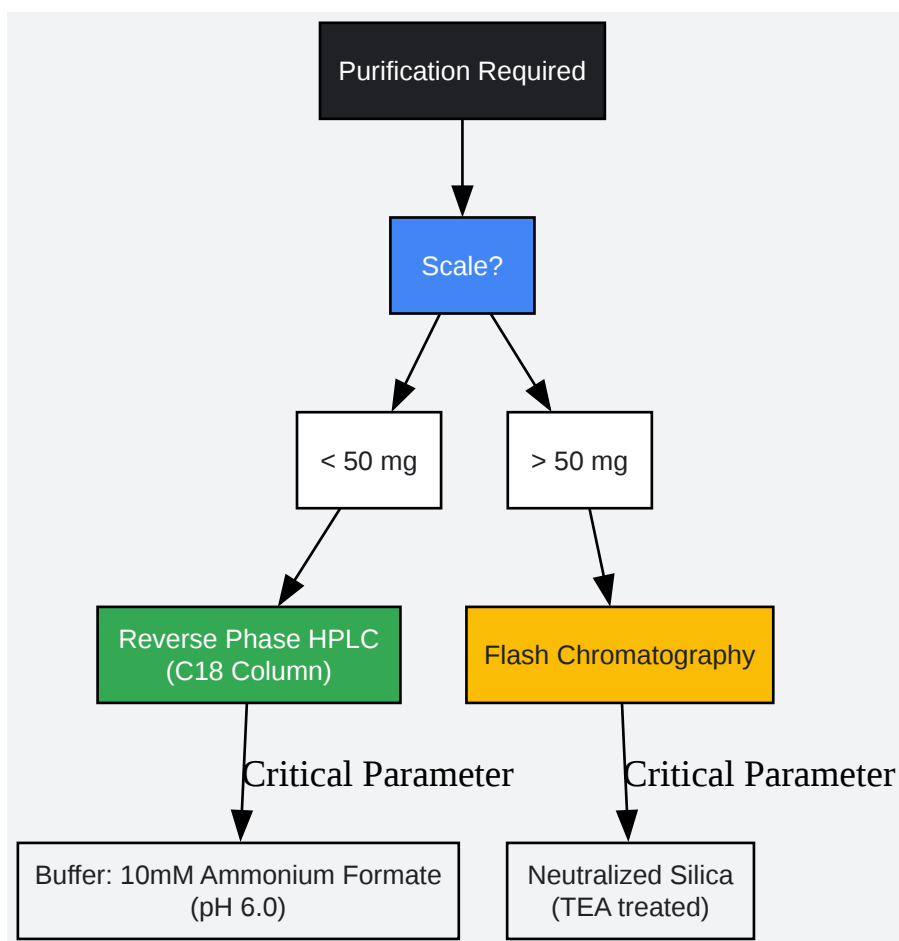 Purification Required
Scale?
< 50 mg
> 50 mg
Reverse Phase HPLC
(C18 Column)
Flash Chromatography
Critical Parameter
Critical Parameter
Buffer: 10mM Ammonium Formate
(pH 6.0)
Neutralized Silica
(TEA treated)